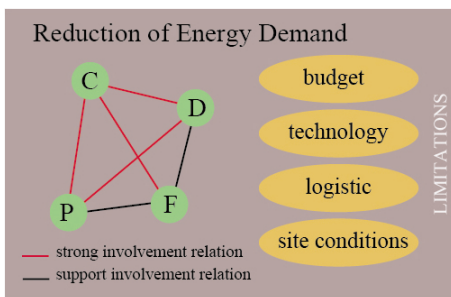 Reduction of Energy Demand
C
D
P
F
strong involvement relation
support involvement relation
budget
technology
logistic
site conditions
LIMITATIONS